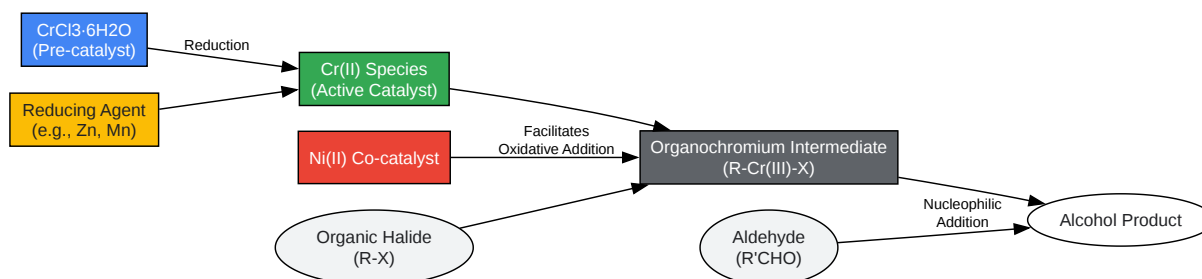 CrCl3·6H2O
(Pre-catalyst)
Reduction
Reducing Agent
(e.g., Zn, Mn)
Cr(II) Species
(Active Catalyst)
Ni(II) Co-catalyst
Facilitates
Oxidative Addition
Organic Halide
(R-X)
Organochromium Intermediate
(R-Cr(III)-X)
Aldehyde
(R'CHO)
Nucleophilic
Addition
Alcohol Product